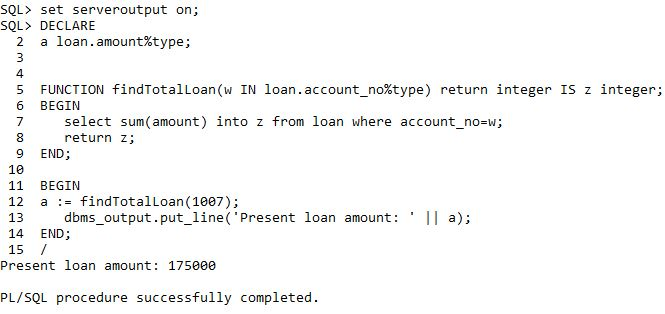 SQL> set serveroutput on;
SQL> DECLARE
  2  a loan.amount%type;
  3
  4
  5  FUNCTION findTotalLoan(w IN loan.account_no%type) return integer IS z integer;
  6  BEGIN
  7     select sum(amount) into z from loan where account_no=w;
  8     return z;
  9  END;
 10
 11  BEGIN
 12  a := findTotalLoan(1007);
 13     dbms_output.put_line('Present loan amount: ' || a);
 14  END;
 15  /
Present loan amount: 175000

PL/SQL procedure successfully completed.